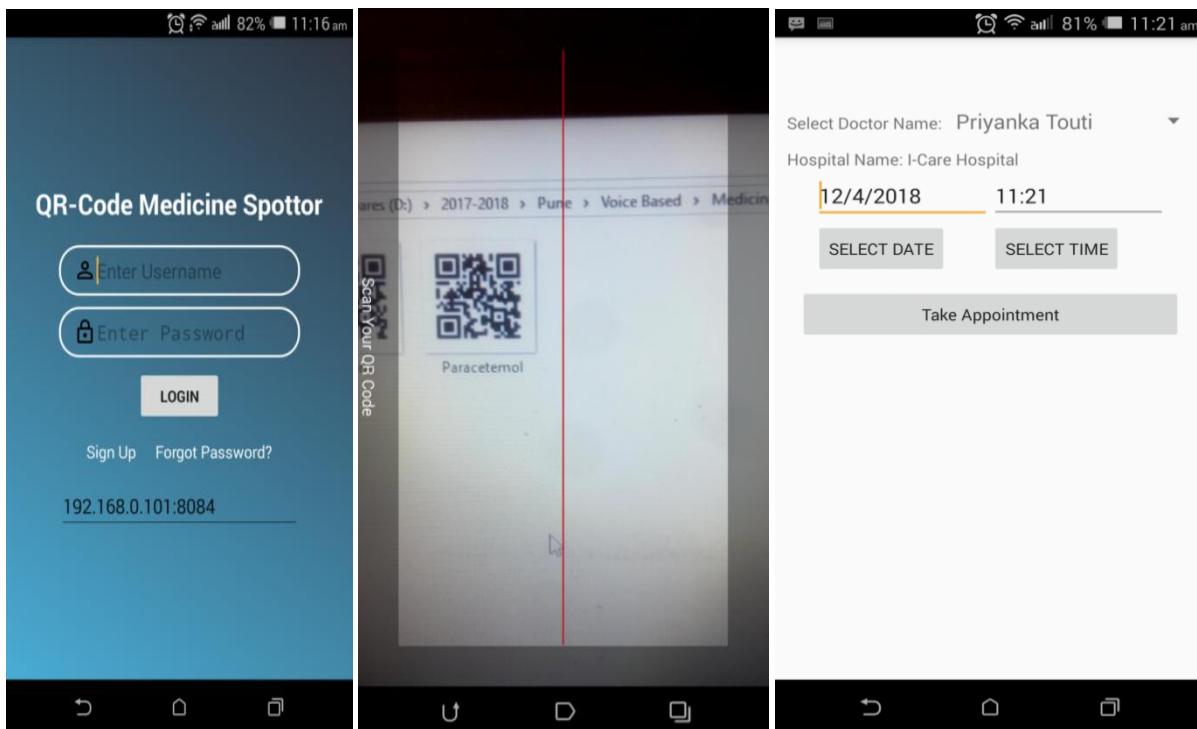 82% 11:16 am
QR-Code Medicine Spottor
Enter Username
Enter Password
LOGIN
Sign Up Forgot Password?
192.168.0.101:8084
ares (D:) › 2017-2018 › Pune › Voice Based › Medicin
Paracetemol
Scan Your QR Code
81% 11:21 am
Select Doctor Name: Priyanka Touti
Hospital Name: I-Care Hospital
12/4/2018 11:21
SELECT DATE SELECT TIME
Take Appointment